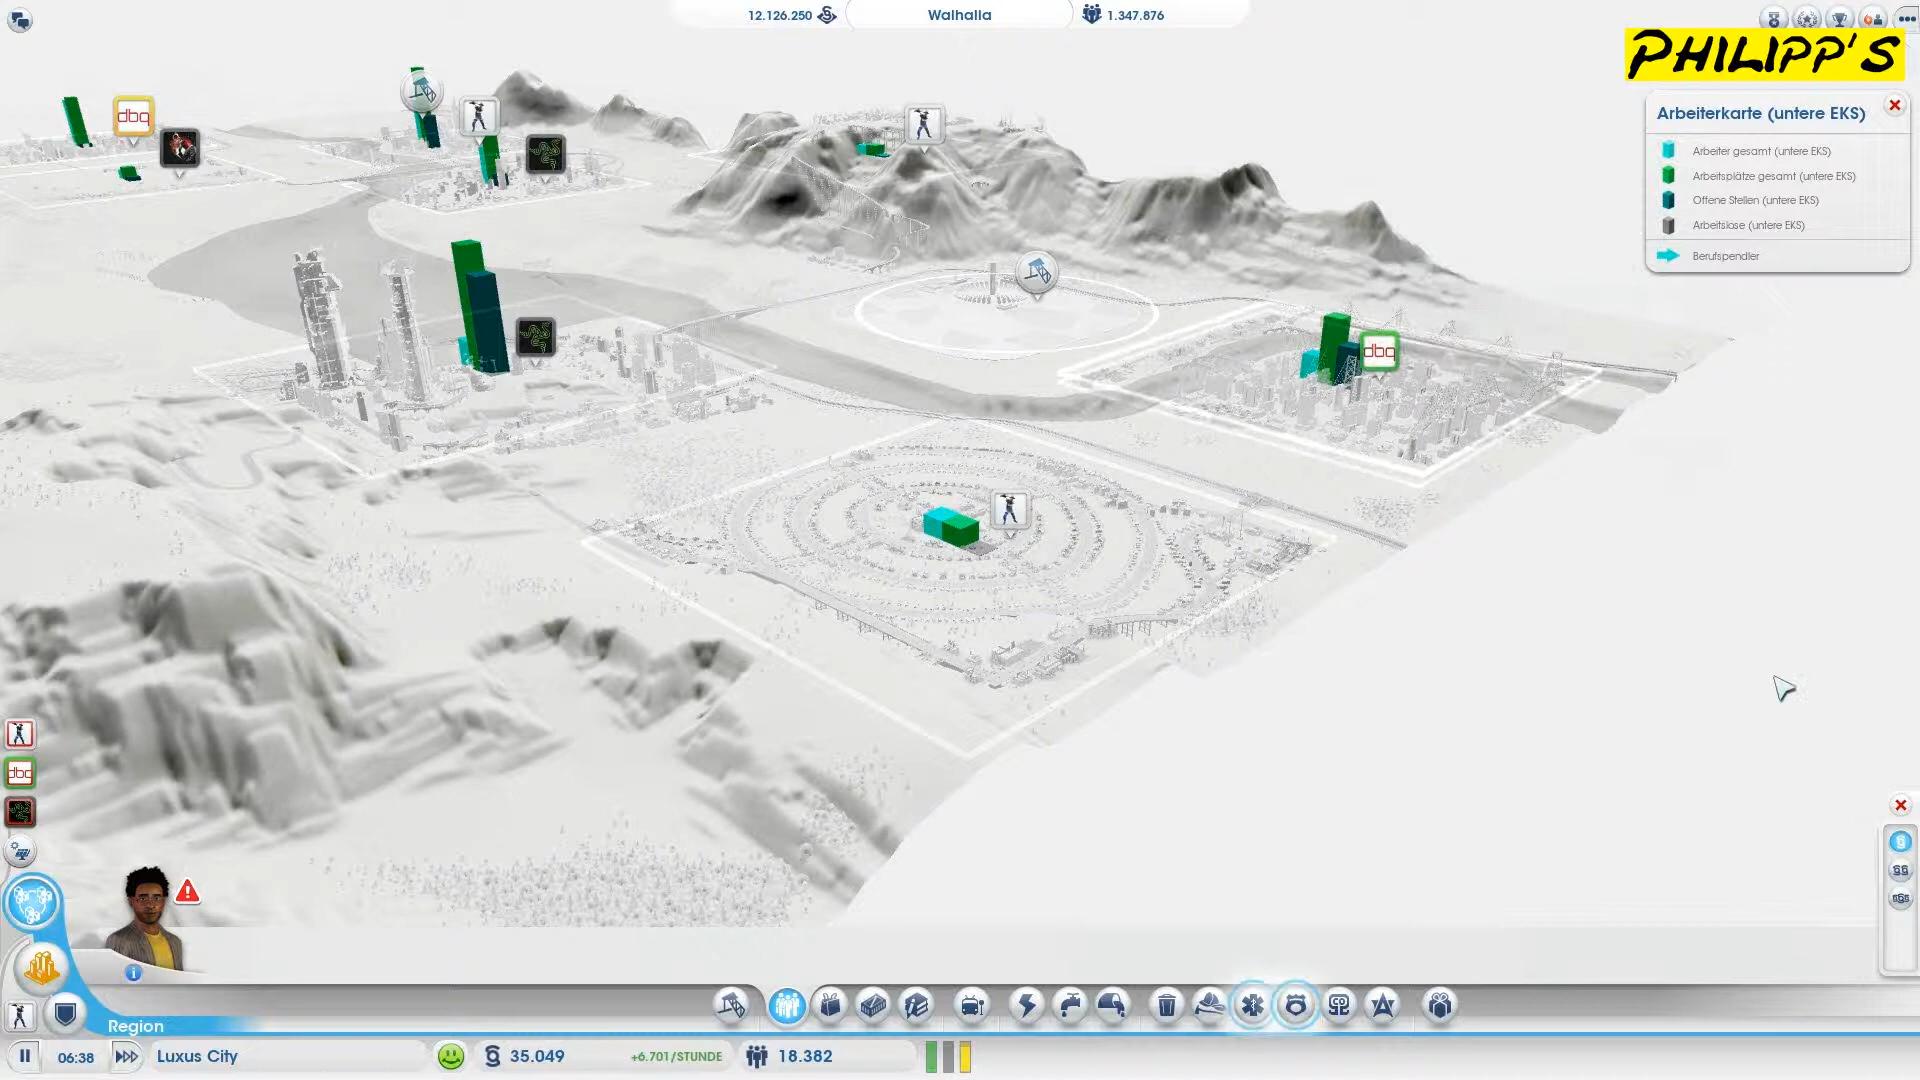 12.126.250
Walhalla
1.347.876
PHILIPP'S
Arbeiterkarte (untere EKS)
Arbeiter gesamt (untere EKS)
Arbeitsplätze gesamt (untere EKS)
Offene Stellen (untere EKS)
Arbeitslose (untere EKS)
Berufspendler
dbq
dbq
dbq
Region
06:38
Luxus City
35.049
+6.701/STUNDE
18.382